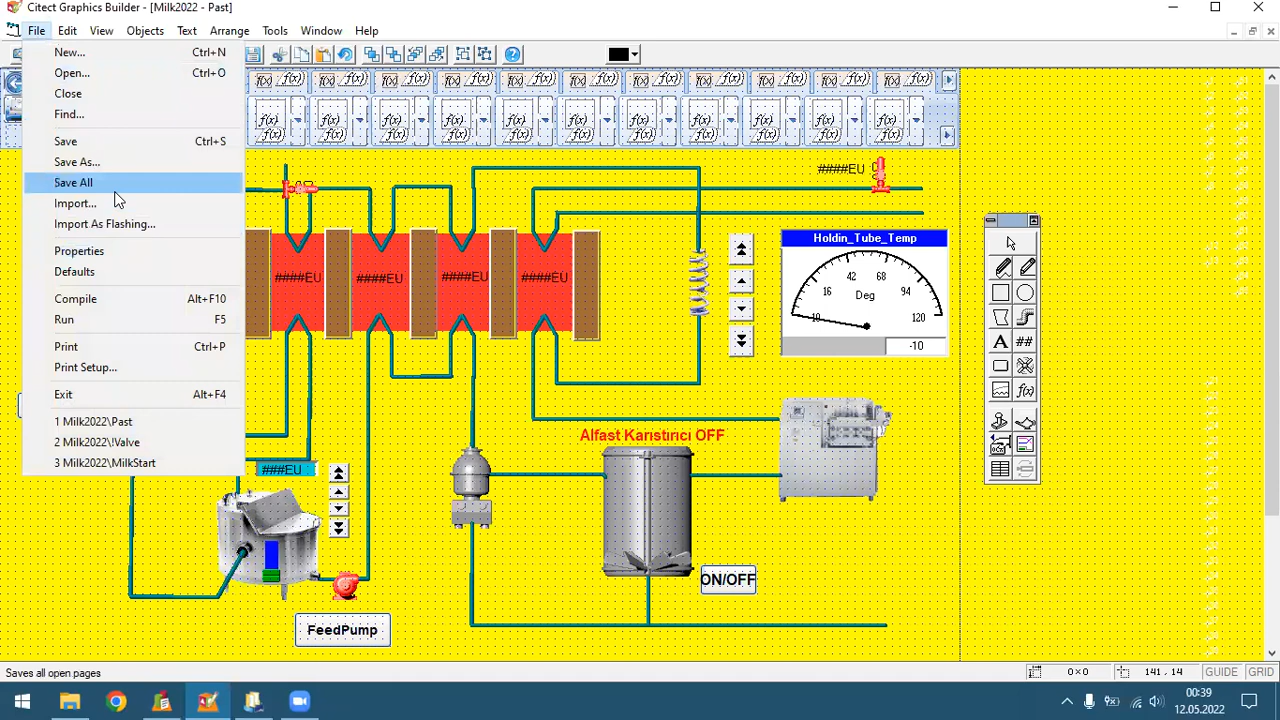 Citect Graphics Builder - [Milk2022 - Past]
File Edit View Objects Text Arrange Tools Window Help
New... Ctrl+N
Open... Ctrl+O
Close
Find...
Save Ctrl+S
Save As...
Save All
Import...
Import As Flashing...
Properties
Defaults
Compile Alt+F10
Run F5
Print Ctrl+P
Print Setup...
Exit Alt+F4
1 Milk2022\Past
2 Milk2022\!Valve
3 Milk2022\MilkStart
####EU
####EU ####EU ####EU ####EU
Holdin_Tube_Temp
42 68
16 Deg 94
-10 120
-10
Alfast Karıstırıcı OFF
###EU
ON/OFF
FeedPump
Saves all open pages
0×0 141 , 14 GUIDE GRID
00:39
12.05.2022